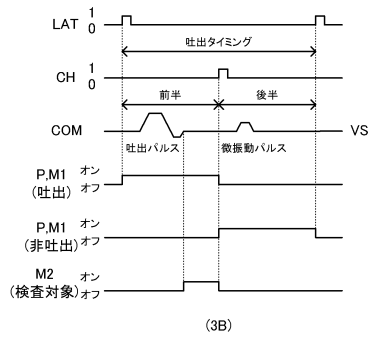 LAT 1
0
吐出タイミング
CH 1
0
前半 後半
COM VS
吐出パルス 微振動パルス
P,M1 オン
(吐出) オフ
P,M1 オン
(非吐出) オフ
M2 オン
(検査対象) オフ
(3B)